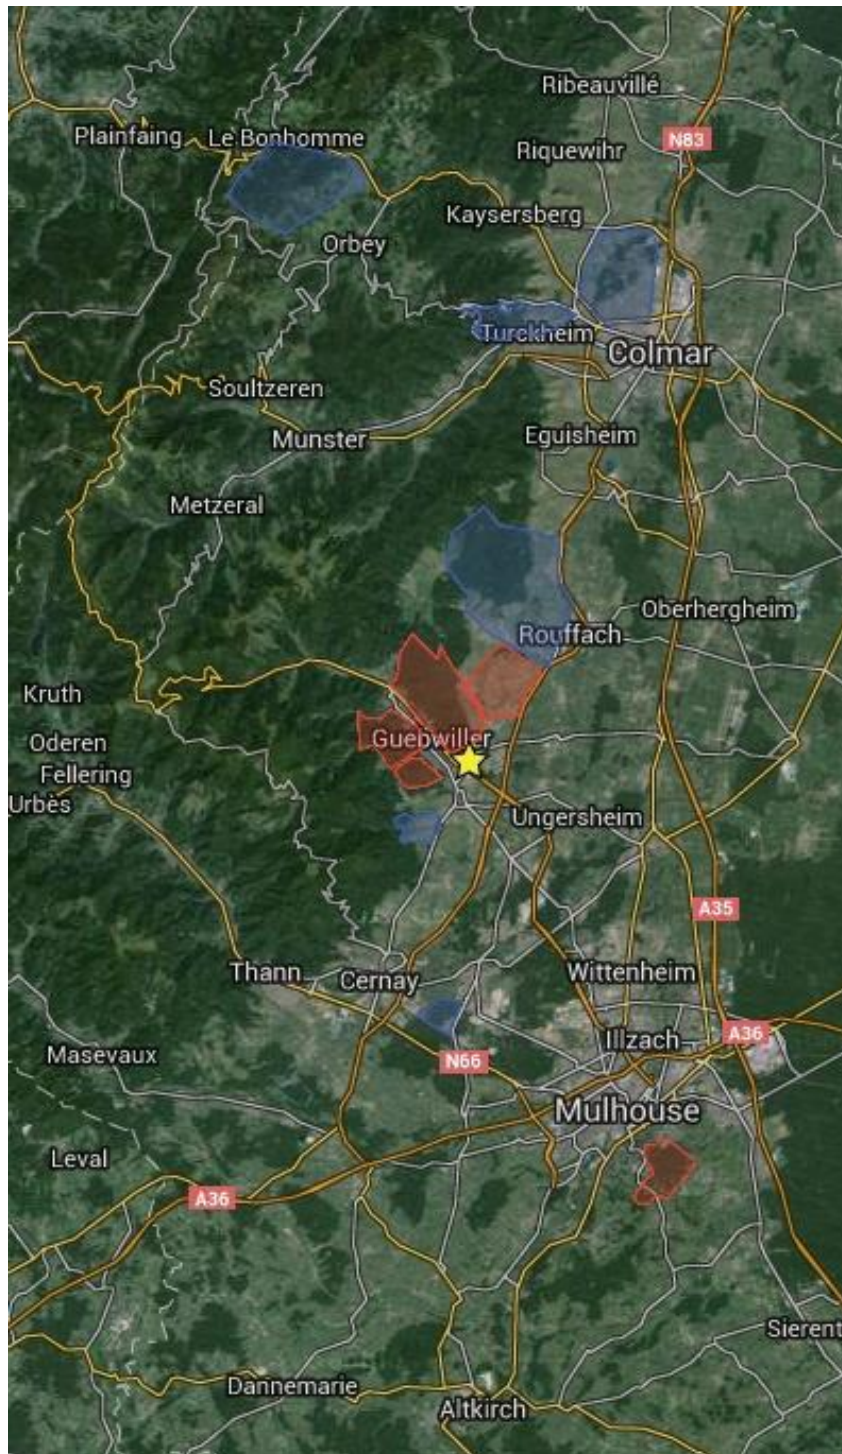 Ribeauvillé
Plainfaing
Le Bonhomme
N83
Riquewihr
Kaysersberg
Orbey
Turckheim
Colmar
Soultzeren
Munster
Eguisheim
Metzeral
Oberhergheim
Rouffach
Kruth
Guebwiller
Oderen
Fellering
Urbès
Ungersheim
A35
Thann
Cernay
Wittenheim
A36
Illzach
Masevaux
N66
Mulhouse
Leval
A36
Sierent
Dannemarie
Altkirch